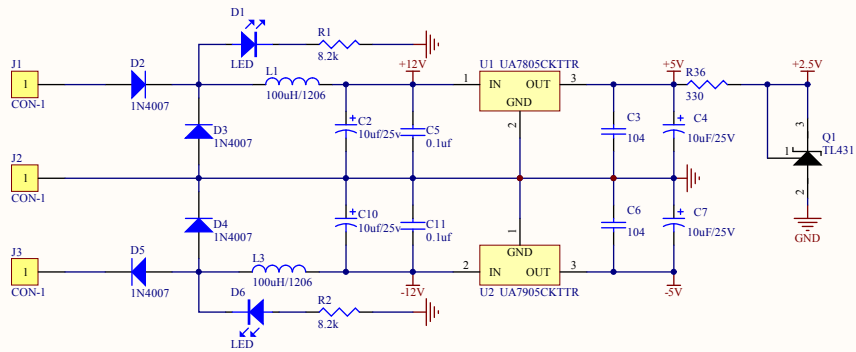 D1
LED
R1
8.2k
J1
1
CON-1
D2
1N4007
L1
100uH/1206
+12V
U1 UA7805CKTTR
1
IN
OUT
3
GND
2
+5V
R36
330
+2.5V
D3
1N4007
C2
10uf/25v
C5
0.1uf
C3
104
C4
10uF/25V
3
1
Q1
TL431
2
GND
J2
1
CON-1
D4
1N4007
C10
10uf/25v
C11
0.1uf
1
C6
104
C7
10uF/25V
J3
1
CON-1
D5
1N4007
L3
100uH/1206
-12V
2
GND
IN
OUT
3
U2 UA7905CKTTR
-5V
D6
LED
R2
8.2k